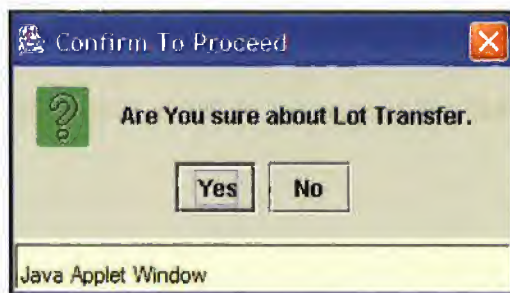 Confirm To Proceed
Are You sure about Lot Transfer.
Yes No
Java Applet Window